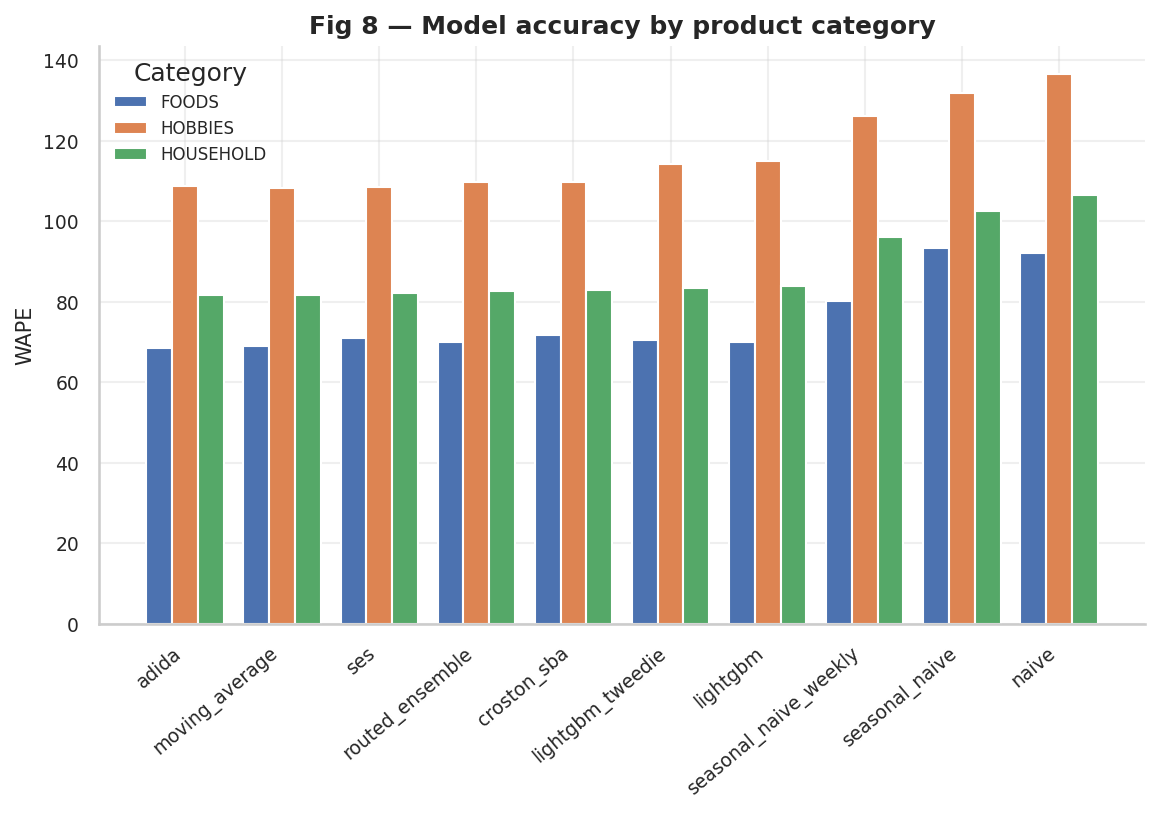 Fig 8 — Model accuracy by product category
Category
FOODS
HOBBIES
HOUSEHOLD
WAPE
140
120
100
80
60
40
20
0
adida
moving_average
ses
routed_ensemble
croston_sba
lightgbm_tweedie
lightgbm
seasonal_naive_weekly
seasonal_naive
naive